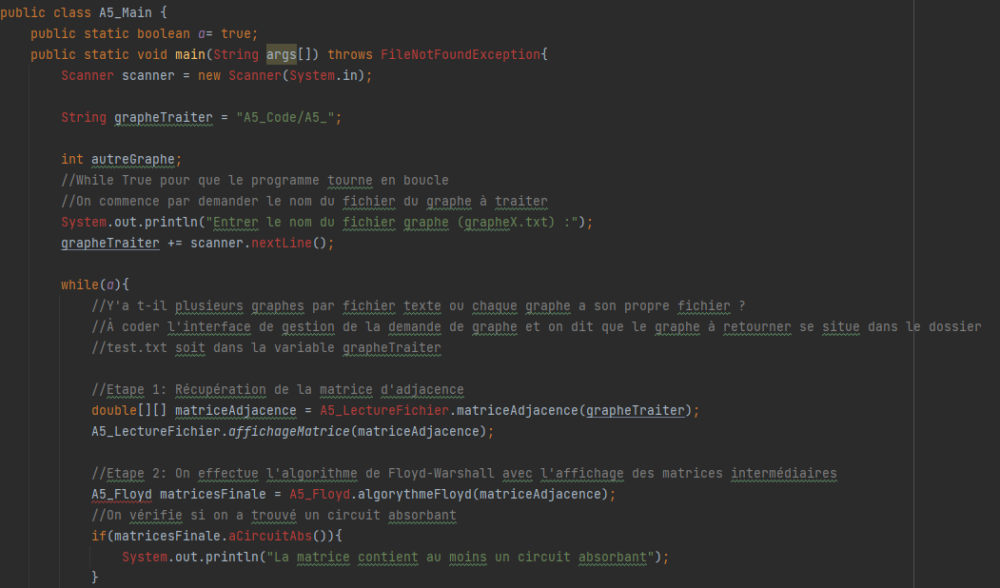 public class A5_Main {
public static boolean a= true;
public static void main(String args[]) throws FileNotFoundException{
Scanner scanner = new Scanner(System.in);
String grapheTraiter = "A5_Code/A5_";
int autreGraphe;
//While True pour que le programme tourne en boucle
//On commence par demander le nom du fichier du graphe à traiter
System.out.println("Entrer le nom du fichier graphe (grapheX.txt) :");
grapheTraiter += scanner.nextLine();
while(a){
//Y'a t-il plusieurs graphes par fichier texte ou chaque graphe a son propre fichier ?
//À coder l'interface de gestion de la demande de graphe et on dit que le graphe à retourner se situe dans le dossier
//test.txt soit dans la variable grapheTraiter
//Etape 1: Récupération de la matrice d'adjacence
double[][] matriceAdjacence = A5_LectureFichier.matriceAdjacence(grapheTraiter);
A5_LectureFichier.affichageMatrice(matriceAdjacence);
//Etape 2: On effectue l'algorithme de Floyd-Warshall avec l'affichage des matrices intermédiaires
A5_Floyd matricesFinale = A5_Floyd.algorythmeFloyd(matriceAdjacence);
//On vérifie si on a trouvé un circuit absorbant
if(matricesFinale.aCircuitAbs()){
System.out.println("La matrice contient au moins un circuit absorbant");
}